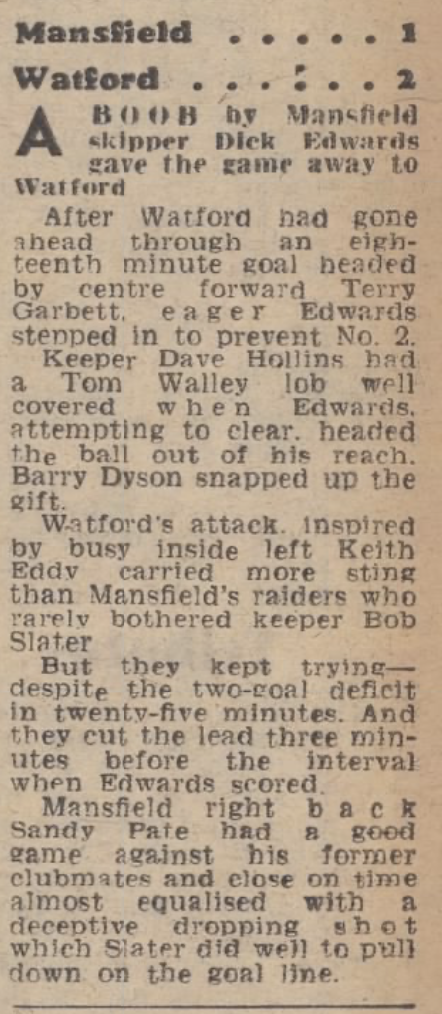 Mansfield . . . . . 1
Watford . . . : . . 2
A BOOB by Mansfield
skipper Dick Edwards
gave the game away to
Watford
After Watford had gone
ahead through an eigh-
teenth minute goal headed
by centre forward Terry
Garbett, eager Edwards
stepped in to prevent No. 2.
Keeper Dave Hollins had
a Tom Walley lob well
covered when Edwards,
attempting to clear, headed
the ball out of his reach.
Barry Dyson snapped up the
gift.
Watford's attack, inspired
by busy inside left Keith
Eddy carried more sting
than Mansfield's raiders who
rarely bothered keeper Bob
Slater
But they kept trying—
despite the two-goal deficit
in twenty-five minutes. And
they cut the lead three min-
utes before the interval
when Edwards scored.
Mansfield right back
Sandy Pate had a good
game against his former
clubmates and close on time
almost equalised with a
deceptive dropping shot
which Slater did well to pull
down on the goal line.